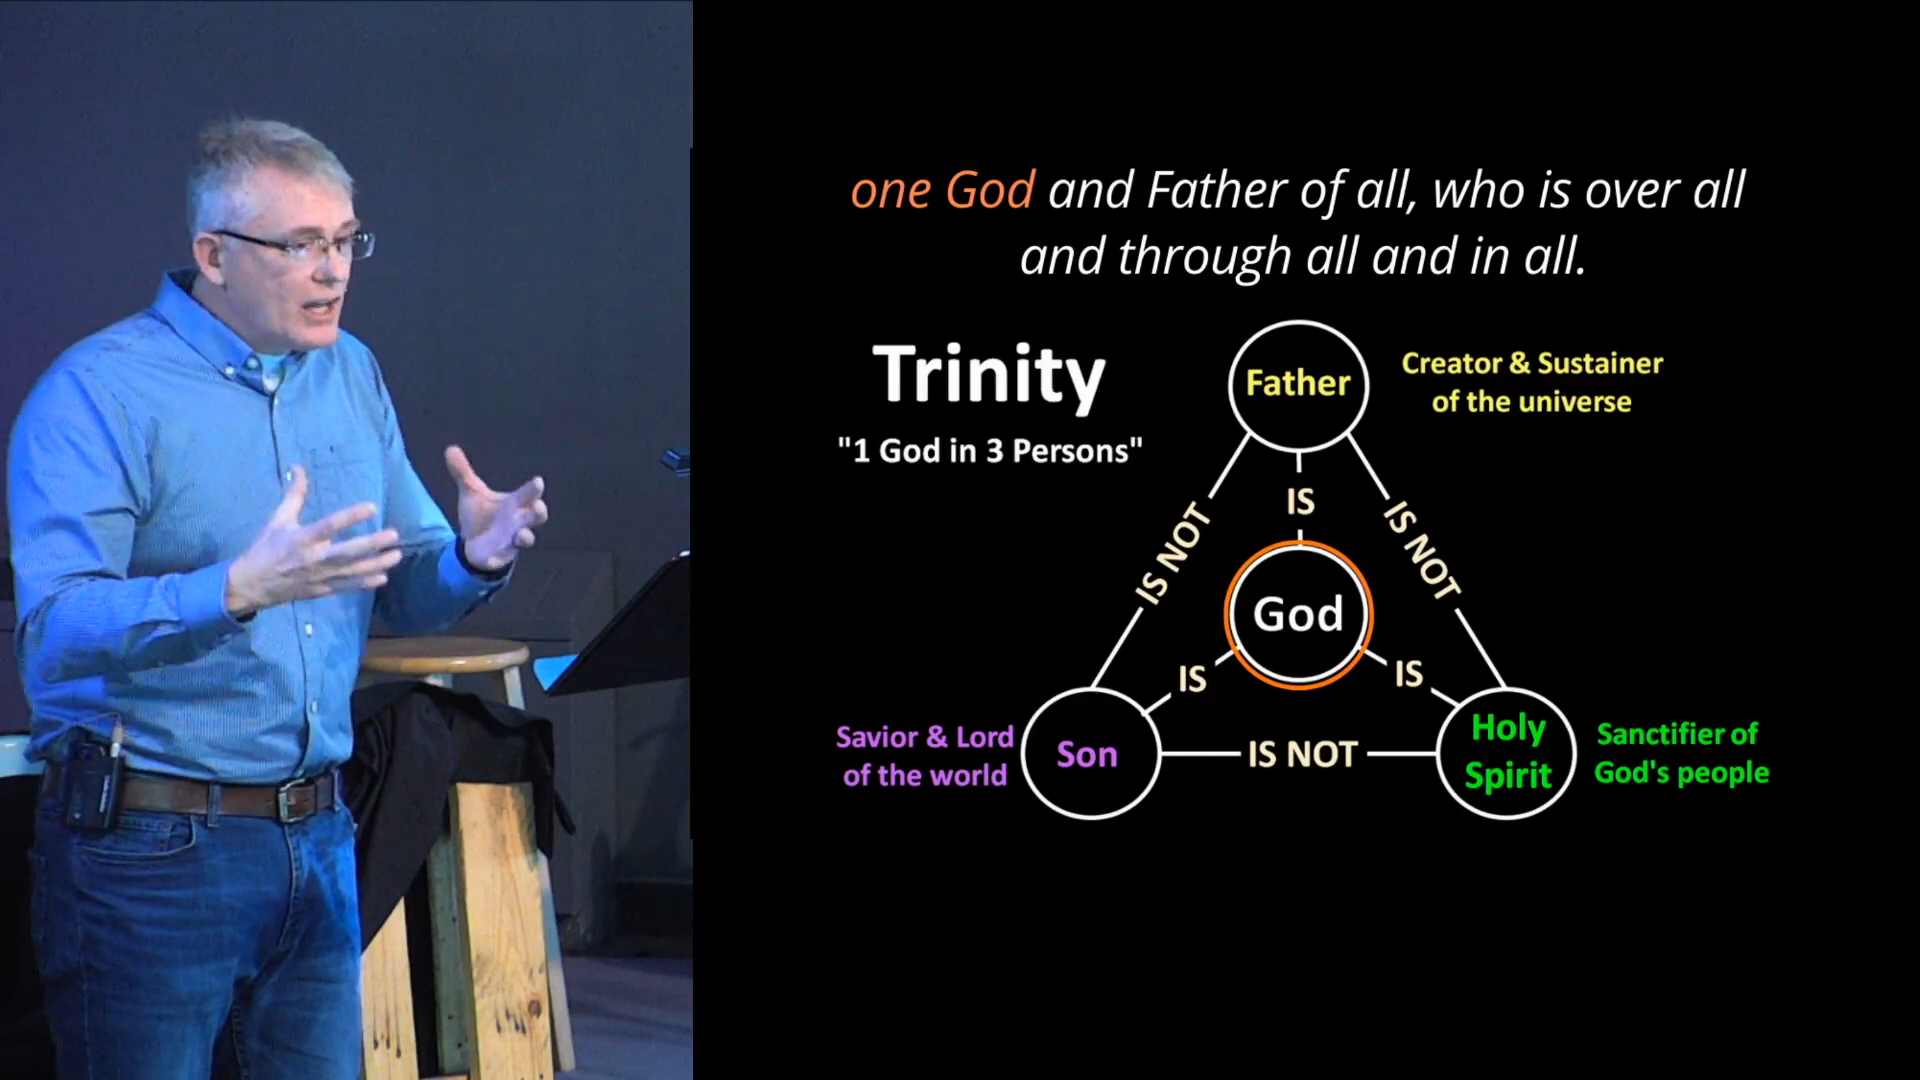 one God and Father of all, who is over all
and through all and in all.
Trinity
"1 God in 3 Persons"
Father
Creator & Sustainer
of the universe
IS NOT
IS
IS NOT
God
IS
IS
Savior & Lord
of the world
Son
IS NOT
Holy
Spirit
Sanctifier of
God's people